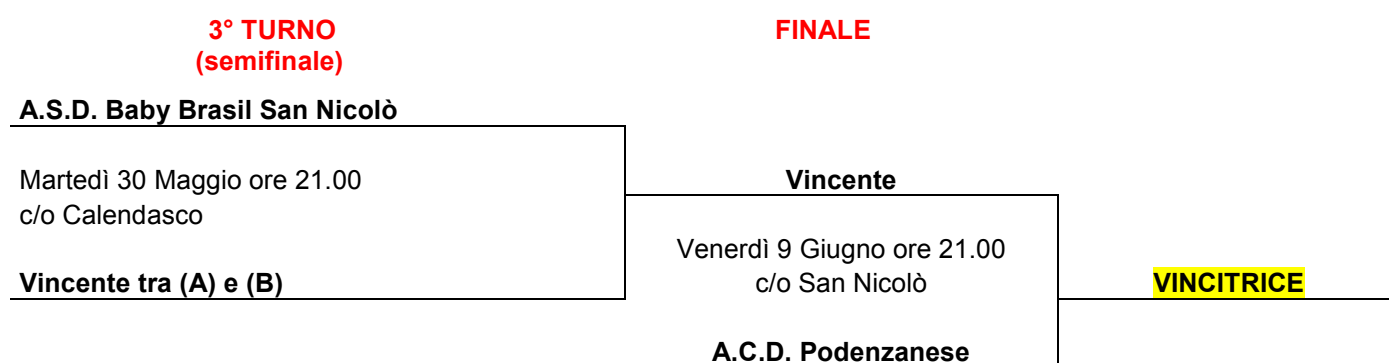 3° TURNO
(semifinale)
FINALE
A.S.D. Baby Brasil San Nicolò
Martedì 30 Maggio ore 21.00
c/o Calendasco
Vincente
Venerdì 9 Giugno ore 21.00
c/o San Nicolò
Vincente tra (A) e (B)
VINCITRICE
A.C.D. Podenzanese